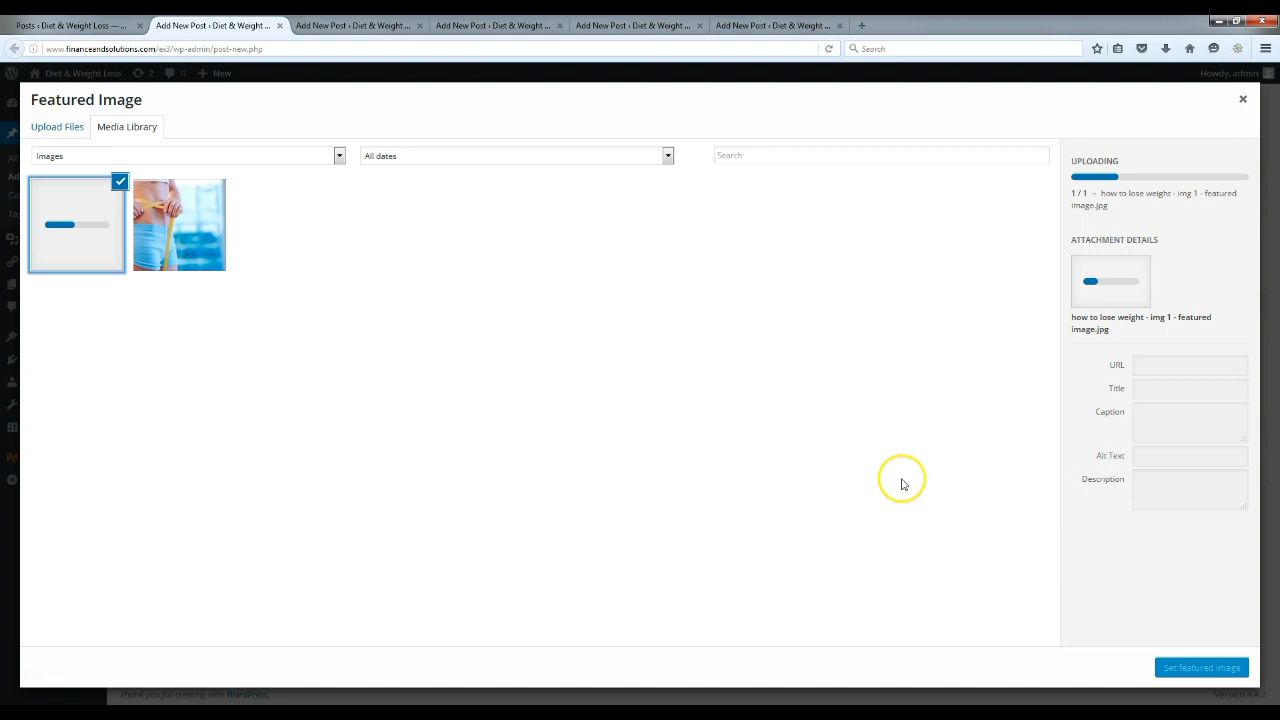 Posts ‹ Diet & Weight Loss — ...
Add New Post ‹ Diet & Weight ...
Add New Post ‹ Diet & Weight ...
Add New Post ‹ Diet & Weight ...
Add New Post ‹ Diet & Weight ...
Add New Post ‹ Diet & Weight ...
www.financeandsolutions.com/ex3/wp-admin/post-new.php
Search
Diet & Weight Loss
2
0
New
Howdy, admin
Featured Image
Upload Files
Media Library
Images
All dates
Search
UPLOADING
1 / 1 – how to lose weight - img 1 - featured
image.jpg
ATTACHMENT DETAILS
how to lose weight - img 1 - featured
image.jpg
URL
Title
Caption
Alt Text
Description
Set featured image
Thank you for creating with WordPress.
Version 4.4.2